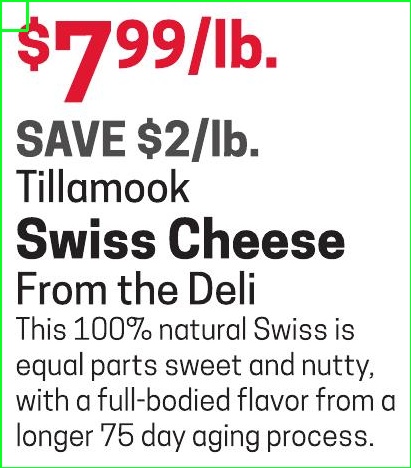 $7.99/lb.
SAVE $2/lb.
Tillamook
Swiss Cheese
From the Deli
This 100% natural Swiss is
equal parts sweet and nutty,
with a full-bodied flavor from a
longer 75 day aging process.